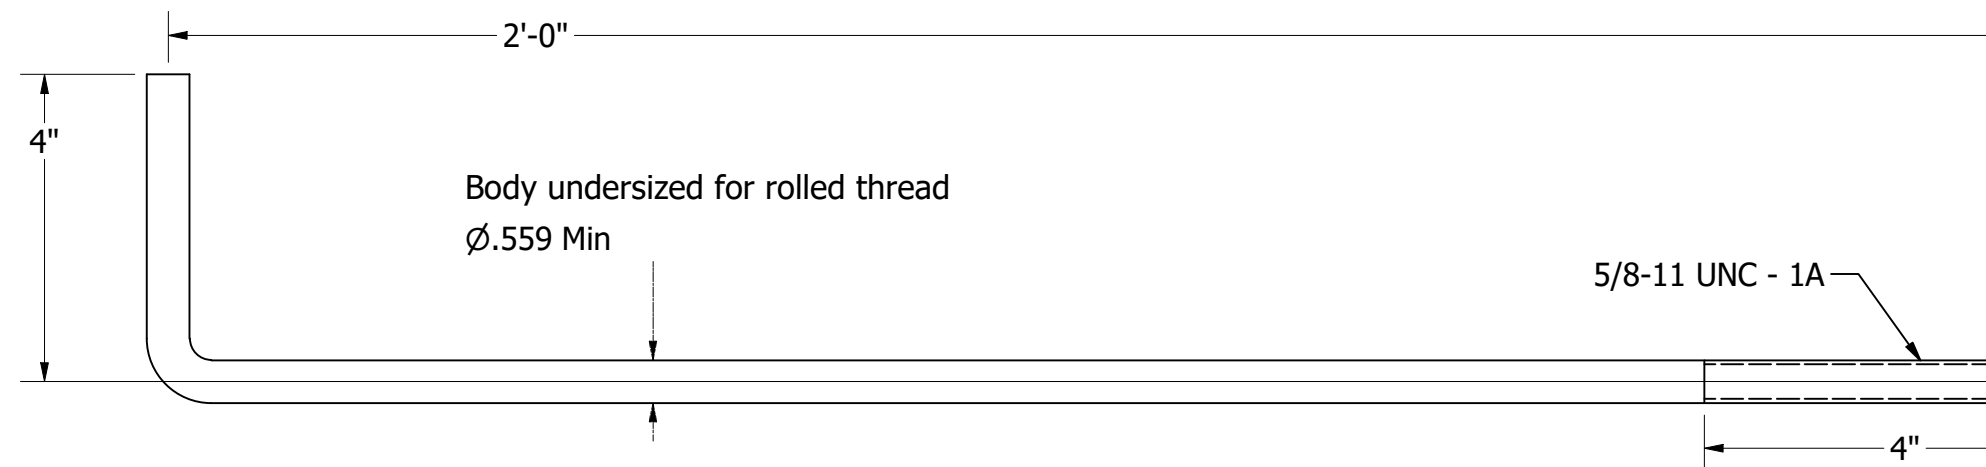 2'-0"
4"
Body undersized for rolled thread
Ø.559 Min
5/8-11 UNC - 1A
4"